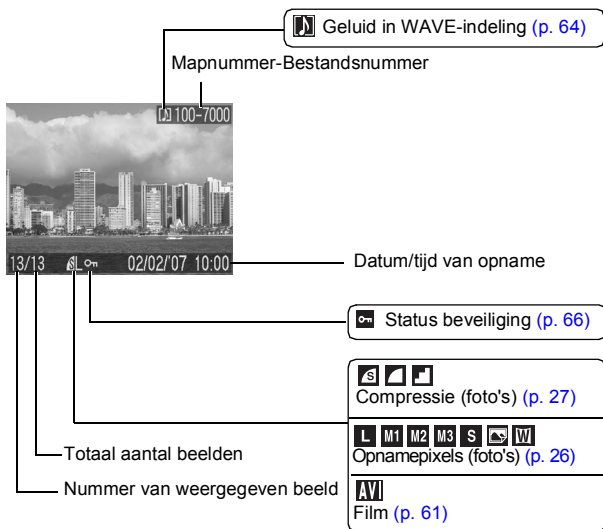 Geluid in WAVE-indeling (p. 64)
Mapnummer-Bestandsnummer
100-7000
13/13 S L 02/02/'07 10:00
Datum/tijd van opname
Status beveiliging (p. 66)
S
Compressie (foto's) (p. 27)
L M1 M2 M3 S W
Opnamepixels (foto's) (p. 26)
AVI
Film (p. 61)
Totaal aantal beelden
Nummer van weergegeven beeld